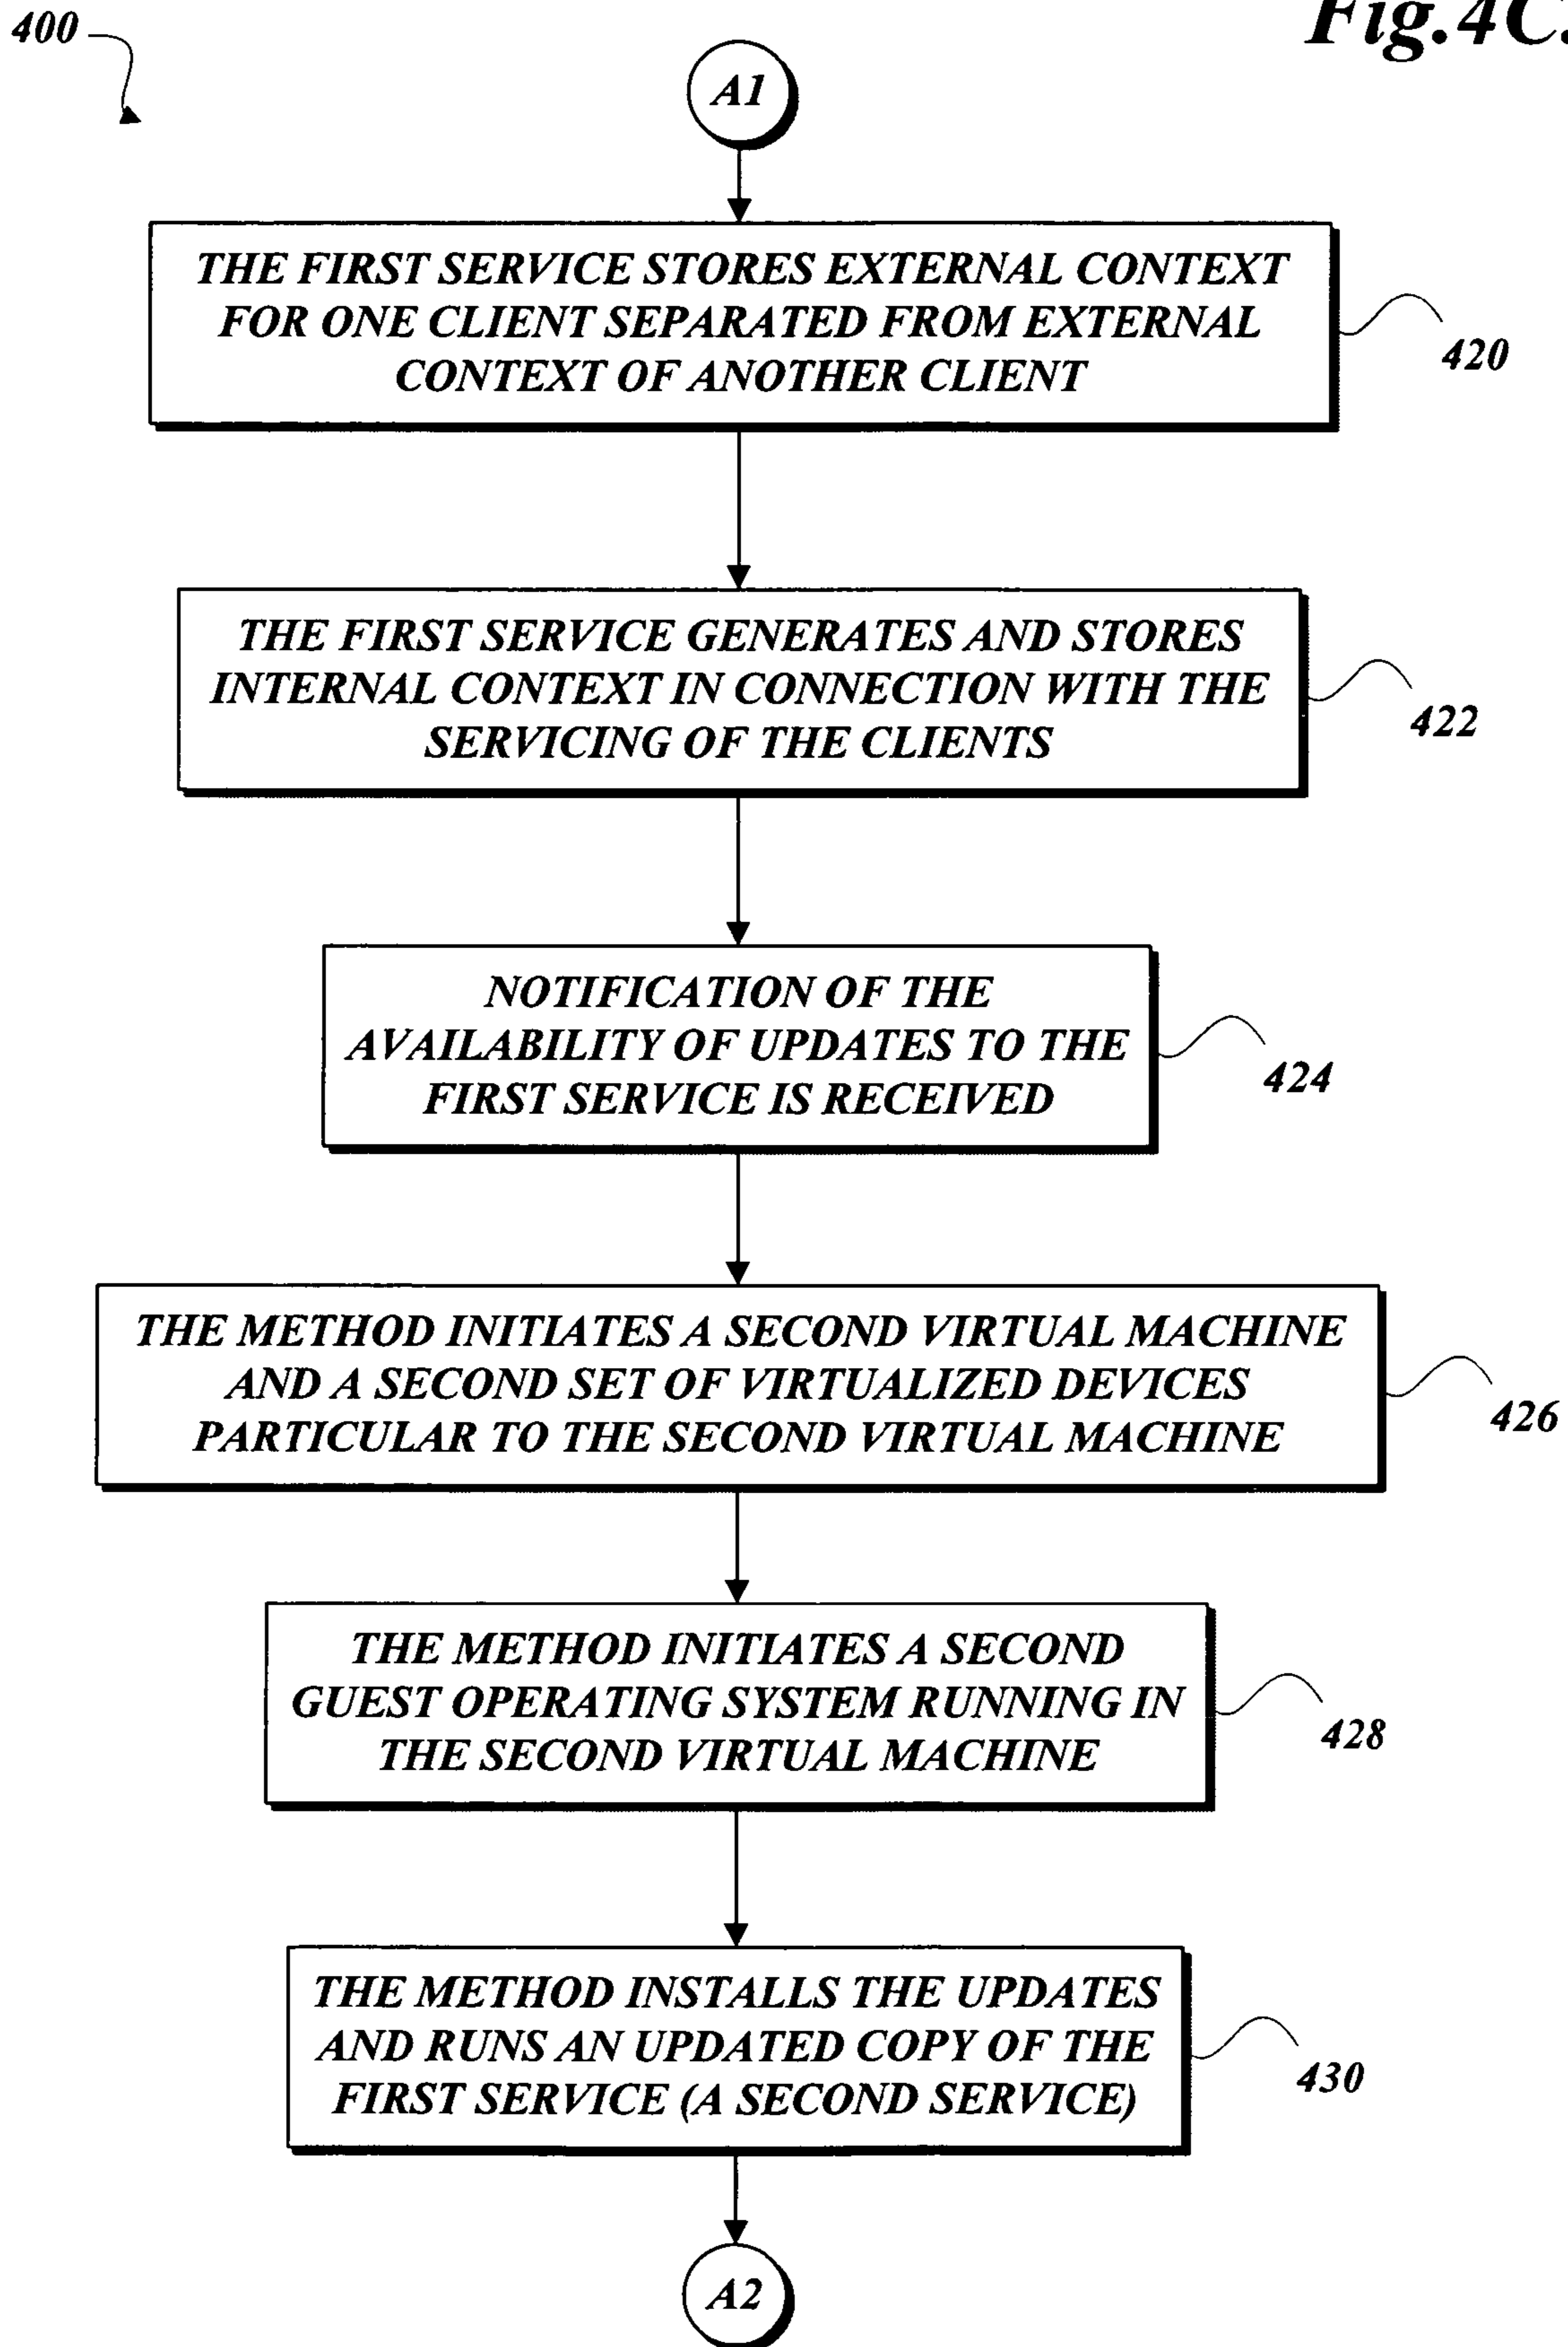 400
Fig.4C.
A1
THE FIRST SERVICE STORES EXTERNAL CONTEXT
FOR ONE CLIENT SEPARATED FROM EXTERNAL
CONTEXT OF ANOTHER CLIENT
420
THE FIRST SERVICE GENERATES AND STORES
INTERNAL CONTEXT IN CONNECTION WITH THE
SERVICING OF THE CLIENTS
422
NOTIFICATION OF THE
AVAILABILITY OF UPDATES TO THE
FIRST SERVICE IS RECEIVED
424
THE METHOD INITIATES A SECOND VIRTUAL MACHINE
AND A SECOND SET OF VIRTUALIZED DEVICES
PARTICULAR TO THE SECOND VIRTUAL MACHINE
426
THE METHOD INITIATES A SECOND
GUEST OPERATING SYSTEM RUNNING IN
THE SECOND VIRTUAL MACHINE
428
THE METHOD INSTALLS THE UPDATES
AND RUNS AN UPDATED COPY OF THE
FIRST SERVICE (A SECOND SERVICE)
430
A2